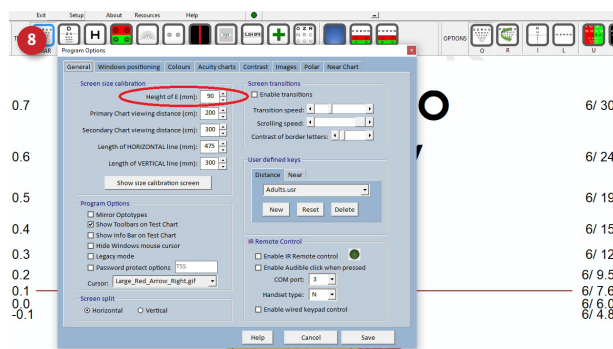 Exit Setup About Resources Help
8
Program Options
General Windows positioning Colours Acuity charts Contrast Images Polar Near Chart
Screen size calibration
Height of E (mm): 90
Primary Chart viewing distance (cm): 200
Secondary Chart viewing distance (cm): 300
Length of HORIZONTAL line (mm): 475
Length of VERTICAL line (mm): 300
Show size calibration screen
Program Options
Mirror Optotypes
Show Toolbars on Test Chart
Show Info Bar on Test Chart
Hide Windows mouse cursor
Legacy mode
Password protect options TSS
Cursor: Large_Red_Arrow_Right.gif
Screen split
Horizontal Vertical
Screen transitions
Enable transitions
Transition speed:
Scrolling speed:
Contrast of border letters:
User defined keys
Distance Near
Adults.usr
New Reset Delete
IR Remote Control
Enable IR Remote control
Enable Audible click when pressed
COM port: 3
Handset type: N
Enable wired keypad control
Help Cancel Save
H
OPTIONS
Q R I L U
0.7
0.6
0.5
0.4
0.3
0.2
0.1
0.0
-0.1
O
6/ 30
6/ 24
6/ 19
6/ 15
6/ 12
6/ 9.5
6/ 7.6
6/ 6.0
6/ 4.8